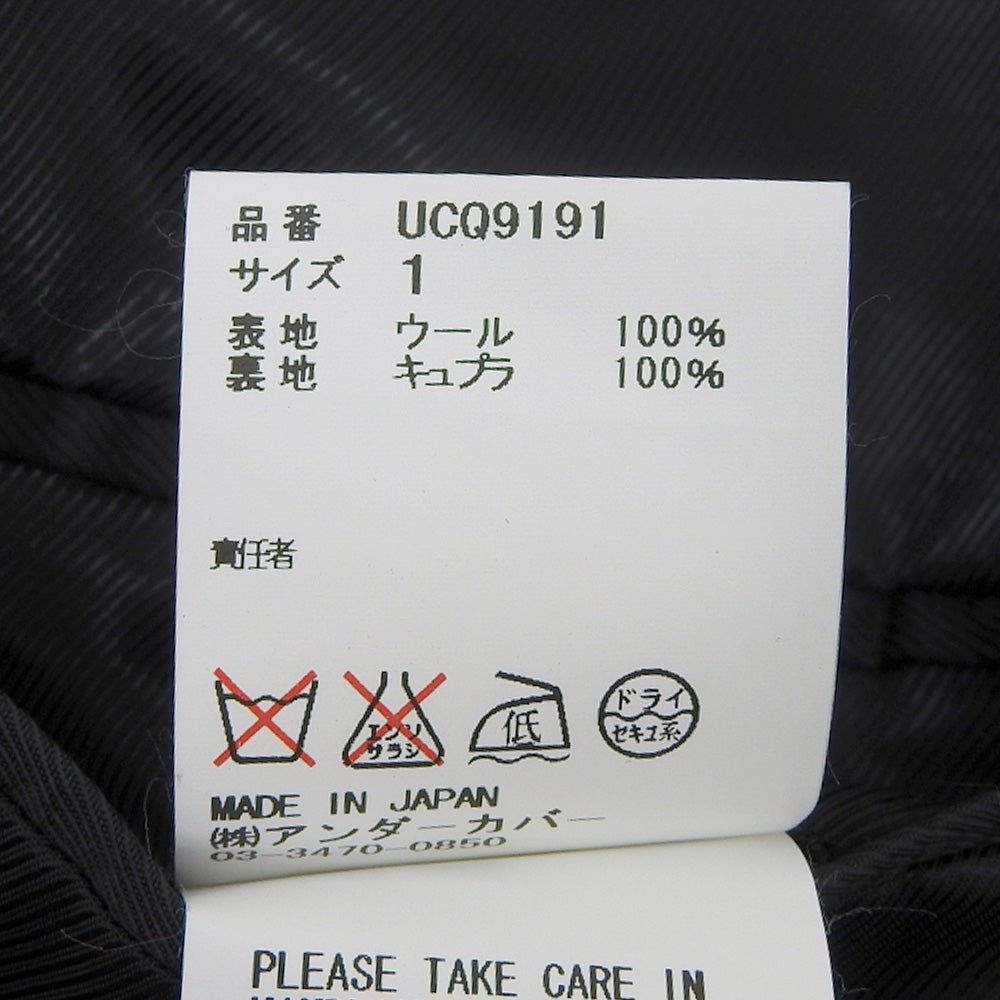 品番 UCQ9191
サイズ 1
表地 ウール 100%
裏地 キュプラ 100%
責任者
エンソ
サラシ
低
ドライ
セキユ系
MADE IN JAPAN
(株)アンダーカバー
03-3470-0850
PLEASE TAKE CARE IN